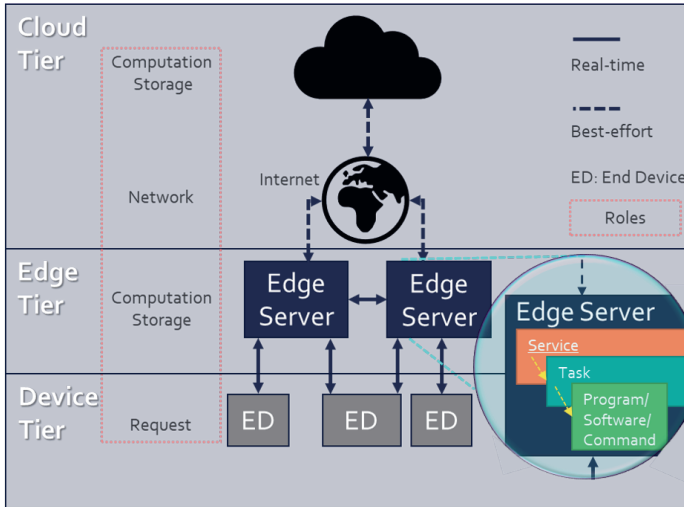 Cloud
Tier
Computation
Storage
Network
Internet
Real-time
Best-effort
ED: End Device
Roles
Edge
Tier
Computation
Storage
Edge
Server
Edge
Server
Edge Server
Service
Task
Program/
Software/
Command
Device
Tier
Request
ED
ED
ED